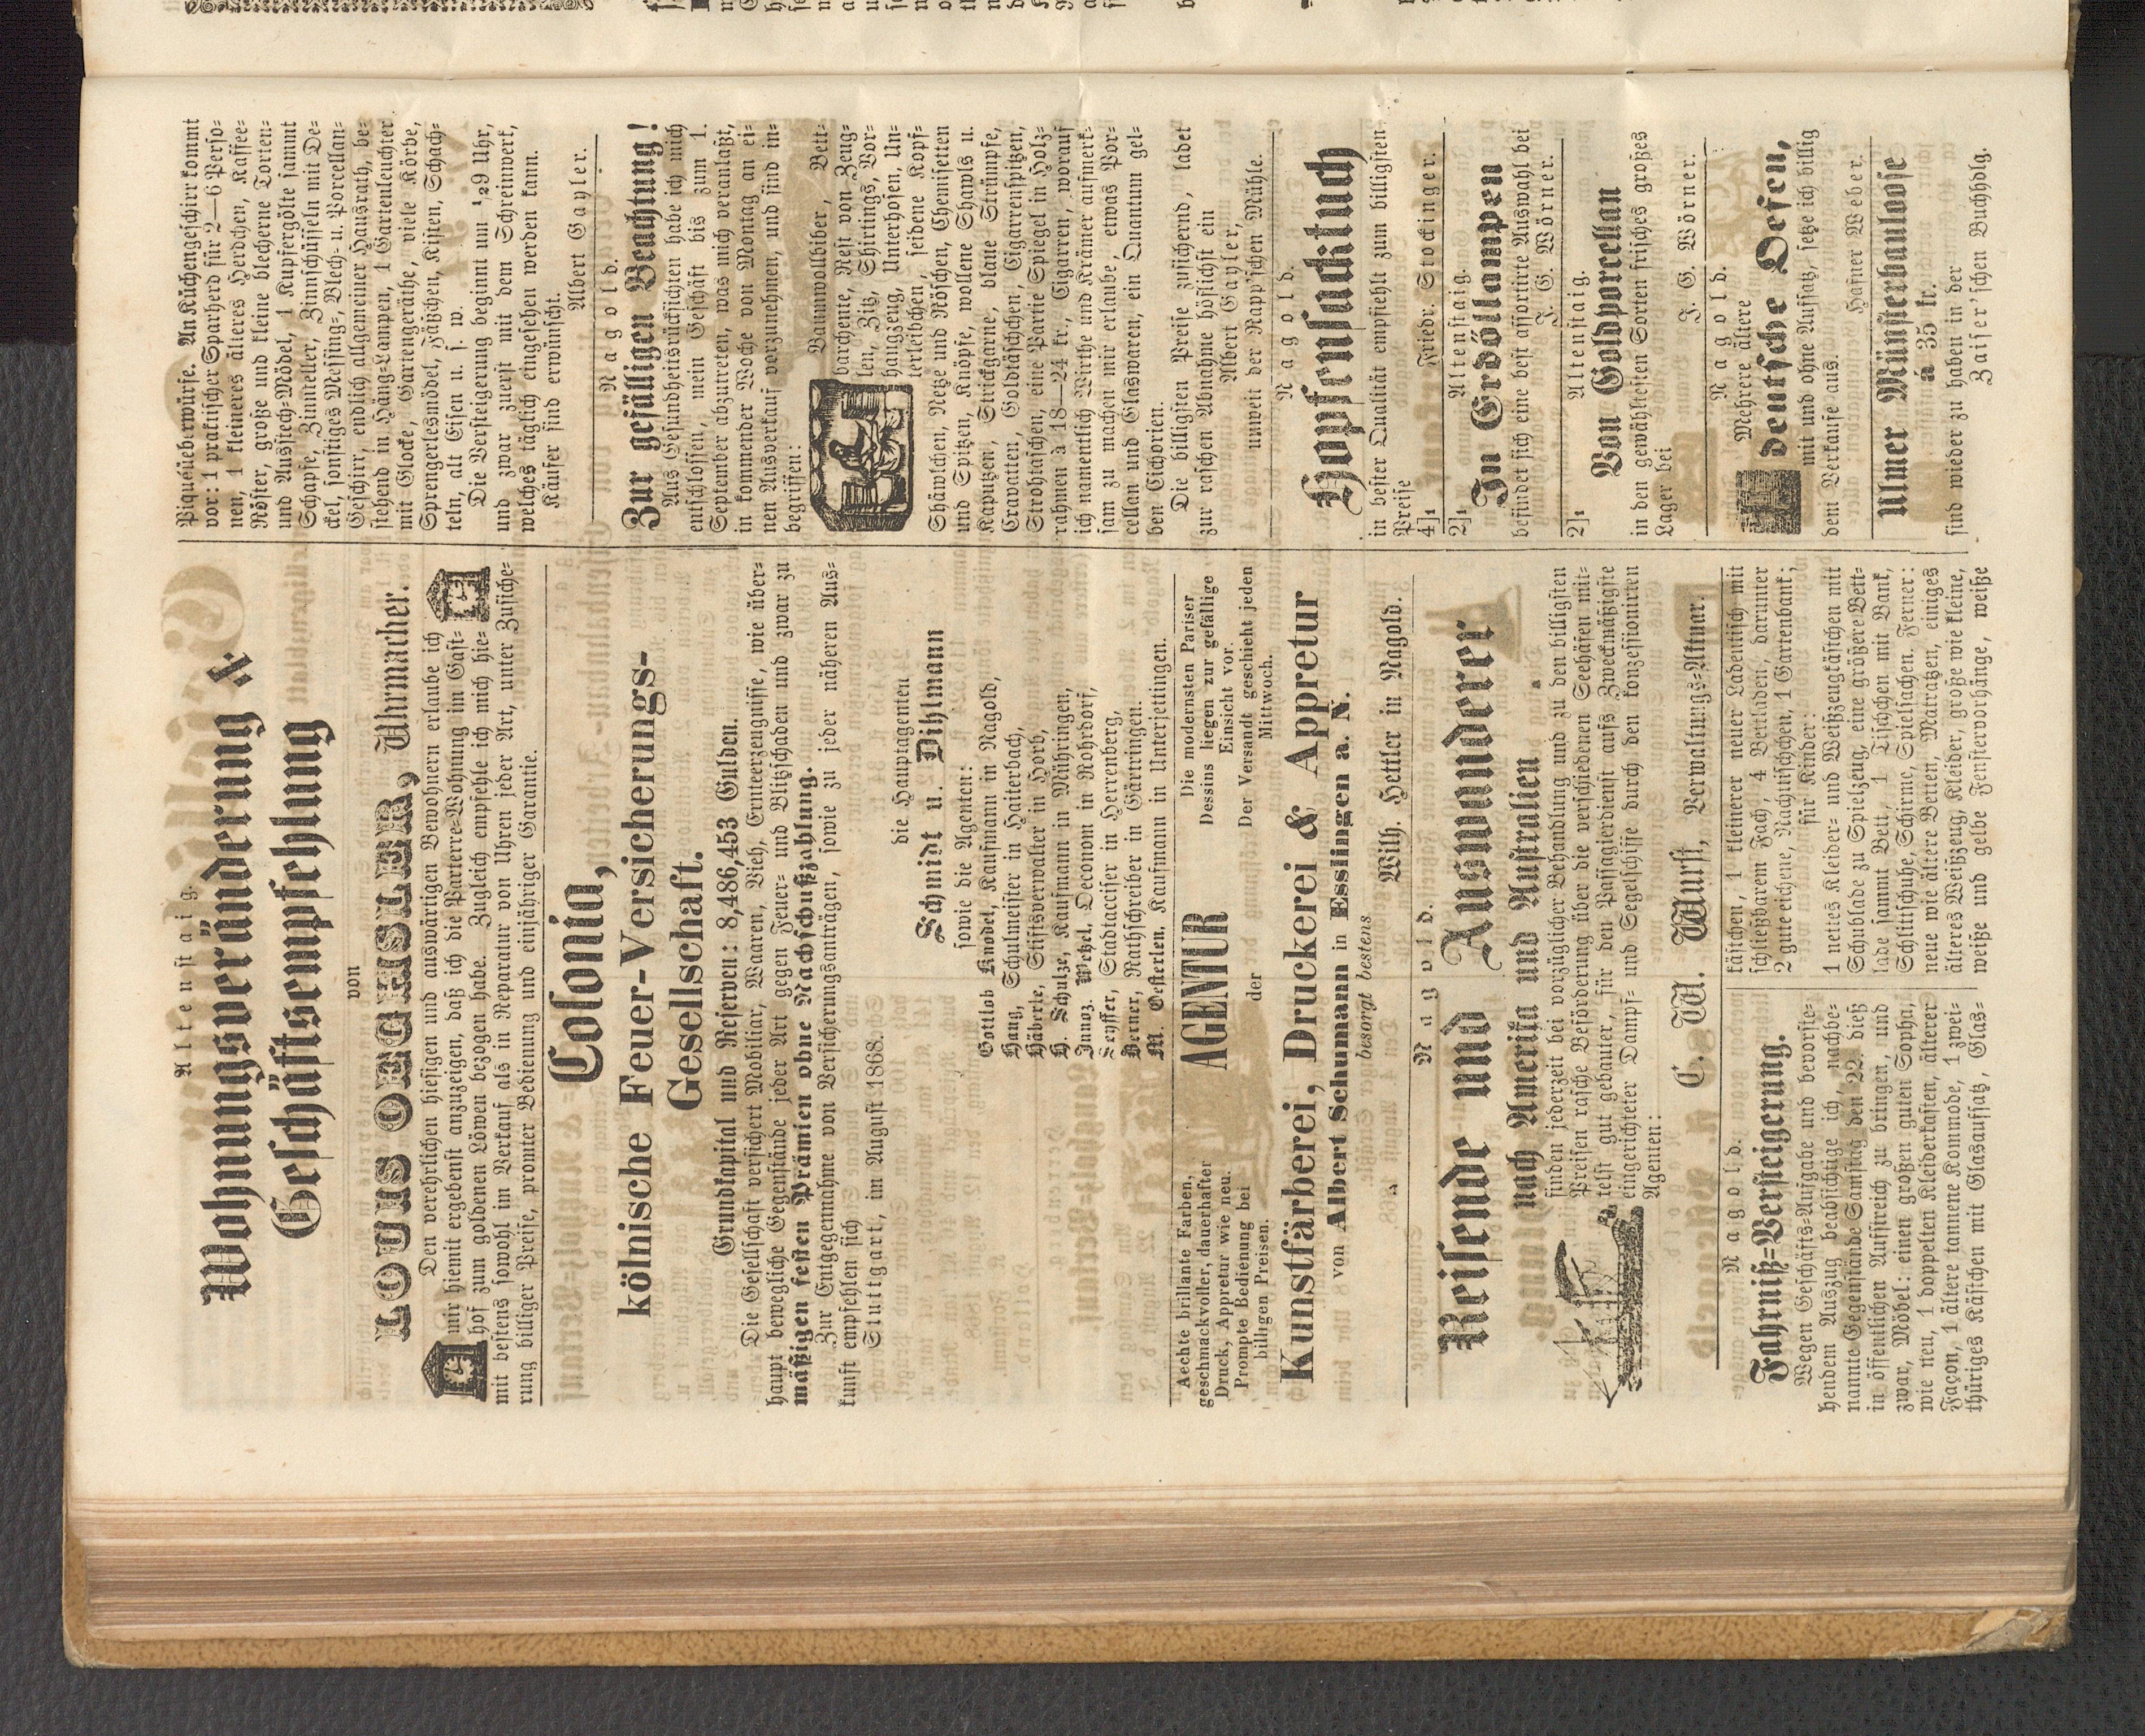 Altenstaig.
Wohnungsveränderung &
Geschäftsempfehlung
von
LOUIS OECHSLER, Uhrmacher.
Den verehrlichen hiesigen und auswärtigen Bewohnern erlaube ich
mir hiemit ergebenst anzuzeigen, daß ich die Parterre-Wohnung im Gast-
hof zum goldenen Löwen bezogen habe. Zugleich empfehle ich mich hie-
mit bestens sowohl im Verkauf als in Reparatur von Uhren jeder Art, unter Zusiche-
rung billiger Preise, promter Bedienung und einjähriger Garantie.
Colonia,
kölnische Feuer-Versicherungs-
Gesellschaft.
Grundkapital und Reserven: 8,486,453 Gulden.
Die Gesellschaft versichert Mobiliar, Waaren, Vieh, Ernteerzeugnisse, wie über-
haupt bewegliche Gegenstände jeder Art gegen Feuer- und Blitzschaden und zwar zu
mäßigen festen Prämien ohne Nachschußzahlung.
Zur Entgegennahme von Versicherungsanträgen, sowie zu jeder näheren Aus-
kunft empfehlen sich
Stuttgart, im August 1868.
die Hauptagenten
Schmidt u. Dihlmann
sowie die Agenten:
Gottlob Knodel, Kaufmann in Nagold,
Haug, Schulmeister in Haiterbach,
Häberle, Stiftsverwalter in Horb,
H. Schulze, Kaufmann in Mühringen,
Innoz. Wetzel, Oeconom in Rohrdorf,
Seyffer, Stadtacciser in Herrenberg,
Berner, Rathschreiber in Gärtringen.
M. Oesterlen, Kaufmann in Unterjettingen.
Aechte brillante Farben,
geschmackvoller, dauerhafter
Druck, Appretur wie neu.
Prompte Bedienung bei
billigen Preisen.
AGENTUR
der
Die modernsten Pariser
Dessins liegen zur gefällige
Einsicht vor.
Der Versandt geschieht jeden
Mittwoch.
Kunstfärberei, Druckerei & Appretur
von Albert Schumann in Esslingen a. N.
besorgt bestens
Wilh. Hettler in Nagold.
Nagold.
Reisende und Auswanderer
nach Amerika und Australien
finden jederzeit bei vorzüglicher Behandlung und zu den billigsten
Preisen rasche Beförderung über die verschiedenen Seehäfen mit-
telst gut gebauter, für den Passagierdienst aufs Zweckmäßigste
eingerichteter Dampf- und Segelschiffe durch den konzessionirten
Agenten:
C. W. Wurst, Verwaltungs-Aktuar.
Nagold.
Fahrniß-Versteigerung.
Wegen Geschäfts-Aufgabe und bevorste-
hendem Auszug beabsichtige ich, nachbe-
nannte Gegenstände Samstag den 22. dieß
in öffentlichen Aufstreich zu bringen, und
zwar, Möbel: einen großen guten Sopha,
wie neu, 1 doppelten Kleiderkasten, älterer
Façon, 1 ältere tannene Kommode, 1 zwei-
thüriges Kästchen mit Glasaufsatz, Glas-
kästchen, 1 kleinerer neuer Ladentisch mit
schließbarem Fach, 4 Bettladen, darunter
2 gute eichene, Nachttischchen, 1 Gartenbank;
für Kinder:
1 nettes Kleider- und Weißzeugkästchen mit
Schublade zu Spielzeug, eine größere Bett-
lade sammt Bett, 1 Tischchen mit Bank,
Schlittschuhe, Schirme, Spielsachen. Ferner:
neue wie ältere Betten, Matratzen, einiges
älteres Weißzeug, Kleider, große wie kleine,
weiße und gelbe Fenstervorhänge, weiße
Piquéüberwürfe. An Küchengeschirr kommt
vor: 1 praktischer Sparherd für 2—6 Perso-
nen, 1 kleineres älteres Herdchen, Kaffee-
Röster, große und kleine blecherne Torten-
und Ausstech-Mödel, 1 Kupfergölte sammt
Schapfe, Zinnteller, Zinnschüsseln mit De-
ckel, sonstiges Messing-, Blech- u. Porcellan-
Geschirr, endlich allgemeiner Hausrath, be-
stehend in Häng-Lampen, 1 Gartenleuchter
mit Glocke, Gartengeräthe, viele Körbe,
Sprengerlesmödel, Fäßchen, Kisten, Schach-
teln, alt Eisen u. s. w.
Die Versteigerung beginnt um ½9 Uhr,
und zwar zuerst mit dem Schreinwerk,
welches täglich eingesehen werden kann.
Käufer sind erwünscht.
Albert Gayler.
Nagold.
Zur gefälligen Beachtung!
Aus Gesundheitsrücksichten habe ich mich
entschlossen, mein Geschäft bis zum 1.
September abzutreten, was mich veranlaßt,
in kommender Woche von Montag an ei-
nen Ausverkauf vorzunehmen, und sind in-
begriffen:
Baumwollbiber, Bett-
barchente, Rest von Zeug-
len, Zitz, Shirtings, Vor-
hangzeug, Unterhosen, Un-
terleibchen, seidene Kopf-
Shäwlchen, Netze und Röschen, Chemisetten
und Spitzen, Knöpfe, wollene Shawls u.
Kaputzen, Strickgarne, blaue Strümpfe,
Cravatten, Goldtäschchen, Cigarrenspitzen,
Strohtaschen, eine Partie Spiegel in Holz-
rahmen à 18—24 kr., Cigarren, worauf
ich namentlich Wirthe und Krämer aufmerk-
sam zu machen mir erlaube, etwas Por-
cellan und Glaswaren, ein Quantum gel-
ben Cichorien.
Die billigsten Preise zusichernd, ladet
zur raschen Abnahme höflichst ein
Albert Gayler,
unweit der Rapp'schen Mühle.
Nagold.
Hopfensacktuch
in bester Qualität empfiehlt zum billigsten
Preise
4]1 Friedr. Stockinger.
2]1 Altenstaig.
In Erdöllampen
befindet sich eine best assortirte Auswahl bei
J. G. Wörner.
2]1 Altenstaig.
Von Goldporcellan
in den gewähltesten Sorten frisches großes
Lager bei
J. G. Wörner.
Nagold.
Mehrere ältere
deutsche Oefen,
mit und ohne Aufsatz, setze ich billig
dem Verkaufe aus.
Hafner Weber.
Ulmer Münsterbauloose
à 35 kr.
sind wieder zu haben in der
Zaiser'schen Buchhdlg.